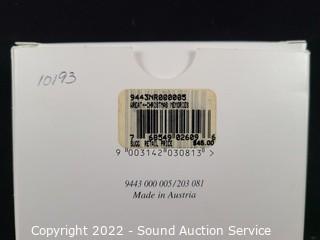 10193
9443NR000005
GREAT-CHRISTMAS MEMORIES
7 68549 02609 6
SUGG. RETAIL PRICE $45.00
9 003142 030813 >
9443 000 005/203 081
Made in Austria
Copyright 2022 - Sound Auction Service